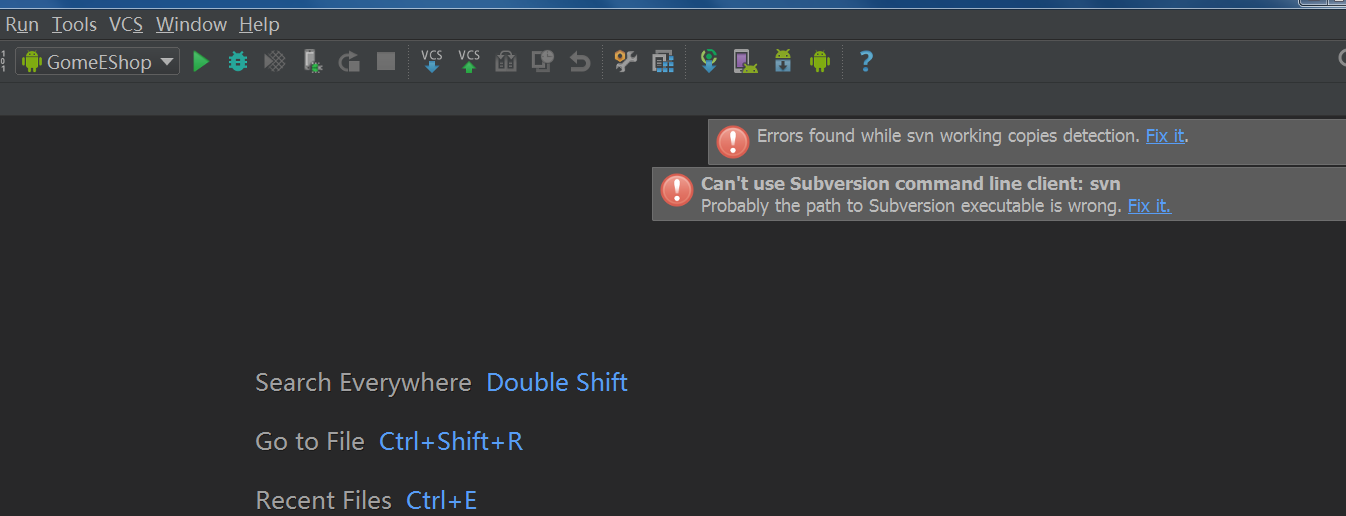 Run Tools VCS Window Help
GomeEShop VCS VCS ?
Errors found while svn working copies detection. Fix it.
Can't use Subversion command line client: svn
Probably the path to Subversion executable is wrong. Fix it.
Search Everywhere Double Shift
Go to File Ctrl+Shift+R
Recent Files Ctrl+E